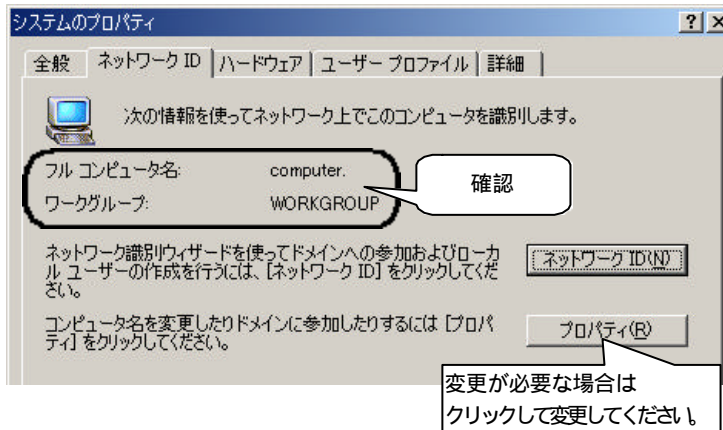 システムのプロパティ
? ×
全般 ネットワーク ID ハードウェア ユーザー プロファイル 詳細
次の情報を使ってネットワーク上でこのコンピュータを識別します。
フル コンピュータ名: computer.
ワークグループ: WORKGROUP
確認
ネットワーク識別ウィザードを使ってドメインへの参加およびローカ
ル ユーザーの作成を行うには、[ネットワーク ID] をクリックしてくだ
さい。
ネットワーク ID(N)
コンピュータ名を変更したりドメインに参加したりするには [プロパ
ティ] をクリックしてください。
プロパティ(R)
変更が必要な場合は
クリックして変更してください。